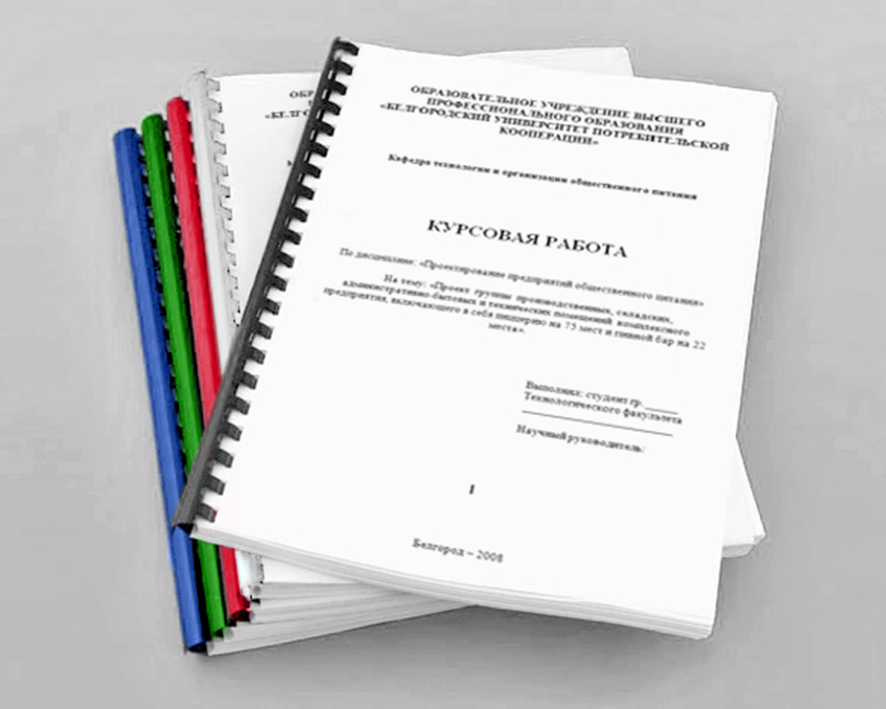 ОБРАЗОВАТЕЛЬНОЕ УЧРЕЖДЕНИЕ ВЫСШЕГО
ПРОФЕССИОНАЛЬНОГО ОБРАЗОВАНИЯ
«БЕЛГОРОДСКИЙ УНИВЕРСИТЕТ ПОТРЕБИТЕЛЬСКОЙ
КООПЕРАЦИИ»
Кафедра технологии и организации общественного питания
КУРСОВАЯ РАБОТА
По дисциплине: «Проектирование предприятий общественного питания»
На тему: «Проект группы производственных, складских,
административно-бытовых и технических помещений комплексного
предприятия, включающего в себя пиццерию на 75 мест и пивной бар на 22
места».
Выполнил: студент гр.______
Технологического факультета
Научный руководитель:
Белгород – 2008